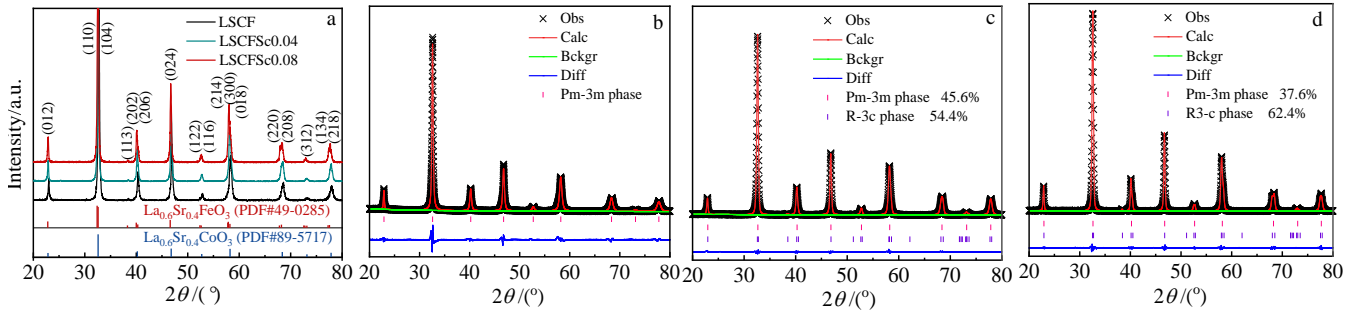 a
LSCF
LSCFSc0.04
LSCFSc0.08
(012)
(110)
(104)
(113)
(202)
(206)
(024)
(122)
(116)
(214)
(300)
(018)
(220)
(208)
(312)
(134)
(218)
Intensity/a.u.
La0.6Sr0.4FeO3 (PDF#49-0285)
La0.6Sr0.4CoO3 (PDF#89-5717)
20 30 40 50 60 70 80
2θ/(°)
b
Obs
Calc
Bckgr
Diff
Pm-3m phase
20 30 40 50 60 70 80
2θ/(°)
c
Obs
Calc
Bckgr
Diff
Pm-3m phase 45.6%
R-3c phase 54.4%
20 30 40 50 60 70 80
2θ/(°)
d
Obs
Calc
Bckgr
Diff
Pm-3m phase 37.6%
R3-c phase 62.4%
20 30 40 50 60 70 80
2θ/(°)